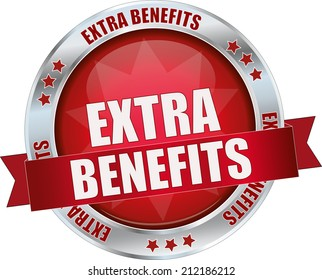 EXTRA BENEFITS
EXTRA
BENEFITS
EXTRA
BENEFITS
shutterstock.com · 212186212